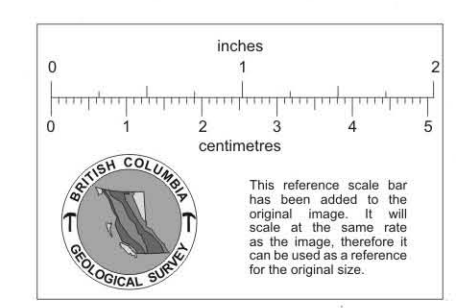 inches
0 1 2
0 1 2 3 4 5
centimetres
BRITISH COLUMBIA
GEOLOGICAL SURVEY
This reference scale bar
has been added to the
original image. It will
scale at the same rate
as the image, therefore it
can be used as a reference
for the original size.